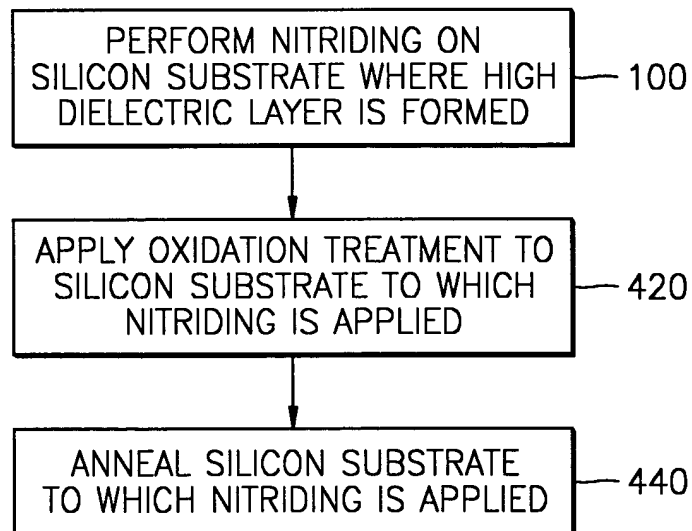 PERFORM NITRIDING ON
SILICON SUBSTRATE WHERE HIGH
DIELECTRIC LAYER IS FORMED
100
APPLY OXIDATION TREATMENT TO
SILICON SUBSTRATE TO WHICH
NITRIDING IS APPLIED
420
ANNEAL SILICON SUBSTRATE
TO WHICH NITRIDING IS APPLIED
440